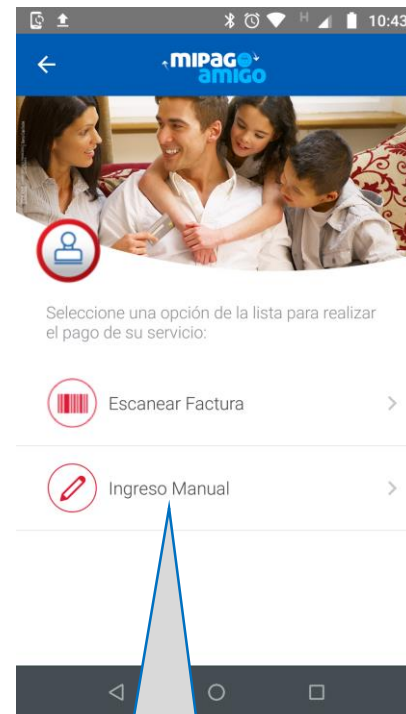 H 10:43
mipago
amigo
Seleccione una opción de la lista para realizar
el pago de su servicio:
Escanear Factura
Ingreso Manual